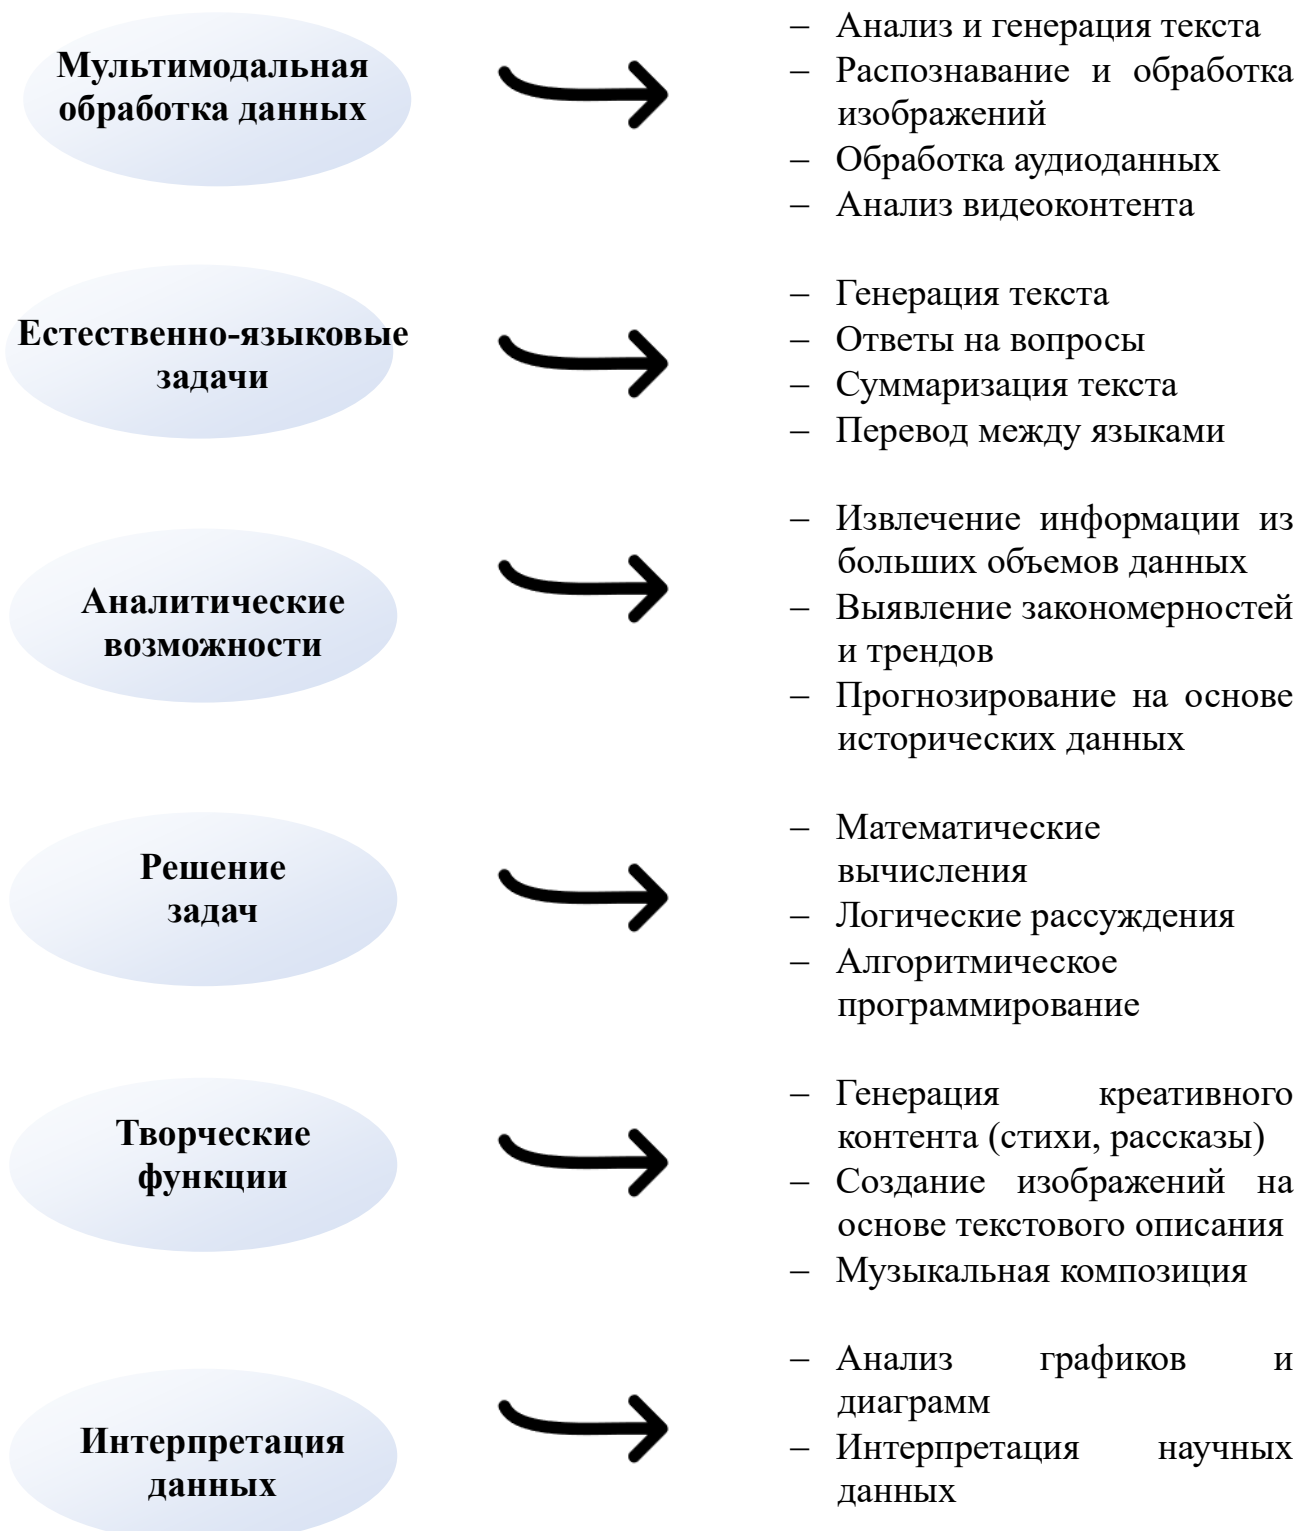 Мультимодальная
обработка данных
– Анализ и генерация текста
– Распознавание и обработка
изображений
– Обработка аудиоданных
– Анализ видеоконтента
Естественно-языковые
задачи
– Генерация текста
– Ответы на вопросы
– Суммаризация текста
– Перевод между языками
Аналитические
возможности
– Извлечение информации из
больших объемов данных
– Выявление закономерностей
и трендов
– Прогнозирование на основе
исторических данных
Решение
задач
– Математические
вычисления
– Логические рассуждения
– Алгоритмическое
программирование
Творческие
функции
– Генерация креативного
контента (стихи, рассказы)
– Создание изображений на
основе текстового описания
– Музыкальная композиция
Интерпретация
данных
– Анализ графиков и
диаграмм
– Интерпретация научных
данных